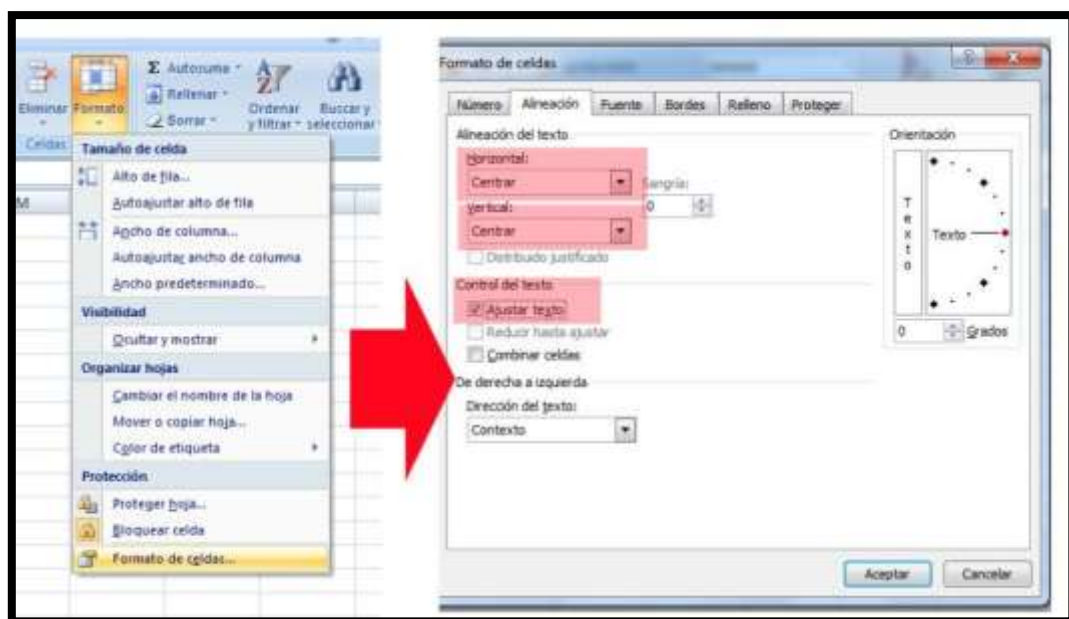 Σ Autosuma
Rellenar
Borrar
Eliminar Formato
Ordenar y filtrar
Buscar y seleccionar
Celdas
M
Tamaño de celda
Alto de fila...
Autoajustar alto de fila
Ancho de columna...
Autoajustar ancho de columna
Ancho predeterminado...
Visibilidad
Ocultar y mostrar
Organizar hojas
Cambiar el nombre de la hoja
Mover o copiar hoja...
Color de etiqueta
Protección
Proteger hoja...
Bloquear celda
Formato de celdas...
Formato de celdas
Número Alineación Fuente Bordes Relleno Proteger
Alineación del texto
Horizontal:
Centrar
Sangría:
Vertical:
0
Centrar
Distribuido justificado
Control del texto
Ajustar texto
Reducir hasta ajustar
Combinar celdas
De derecha a izquierda
Dirección del texto:
Contexto
Orientación
Texto
Texto
0 Grados
Aceptar Cancelar